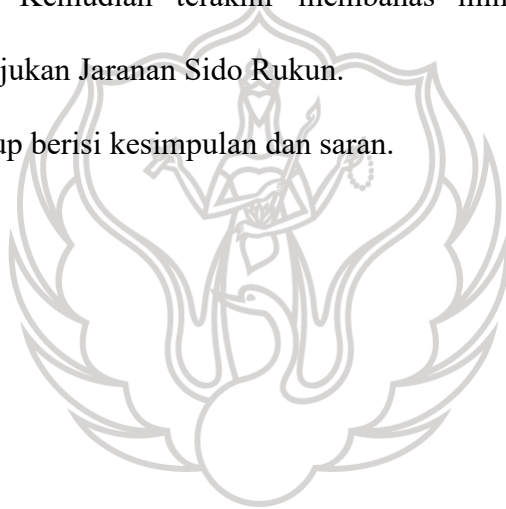 Kemudian terakhir membahas
jukan Jaranan Sido Rukun.
up berisi kesimpulan dan saran.